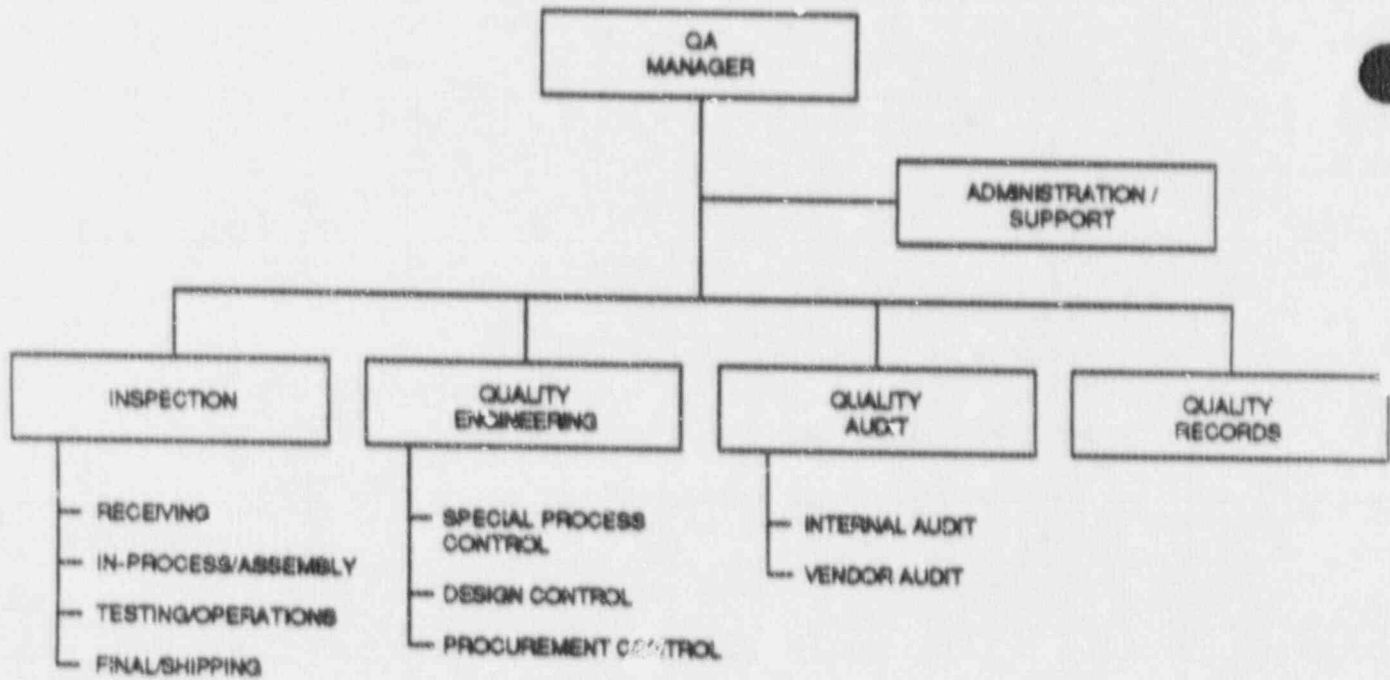 QA
MANAGER
ADMINISTRATION /
SUPPORT
INSPECTION
QUALITY
ENGINEERING
QUALITY
AUDIT
QUALITY
RECORDS
RECEIVING
IN-PROCESS/ASSEMBLY
TESTING/OPERATIONS
FINAL/SHIPPING
SPECIAL PROCESS
CONTROL
DESIGN CONTROL
PROCUREMENT CONTROL
INTERNAL AUDIT
VENDOR AUDIT